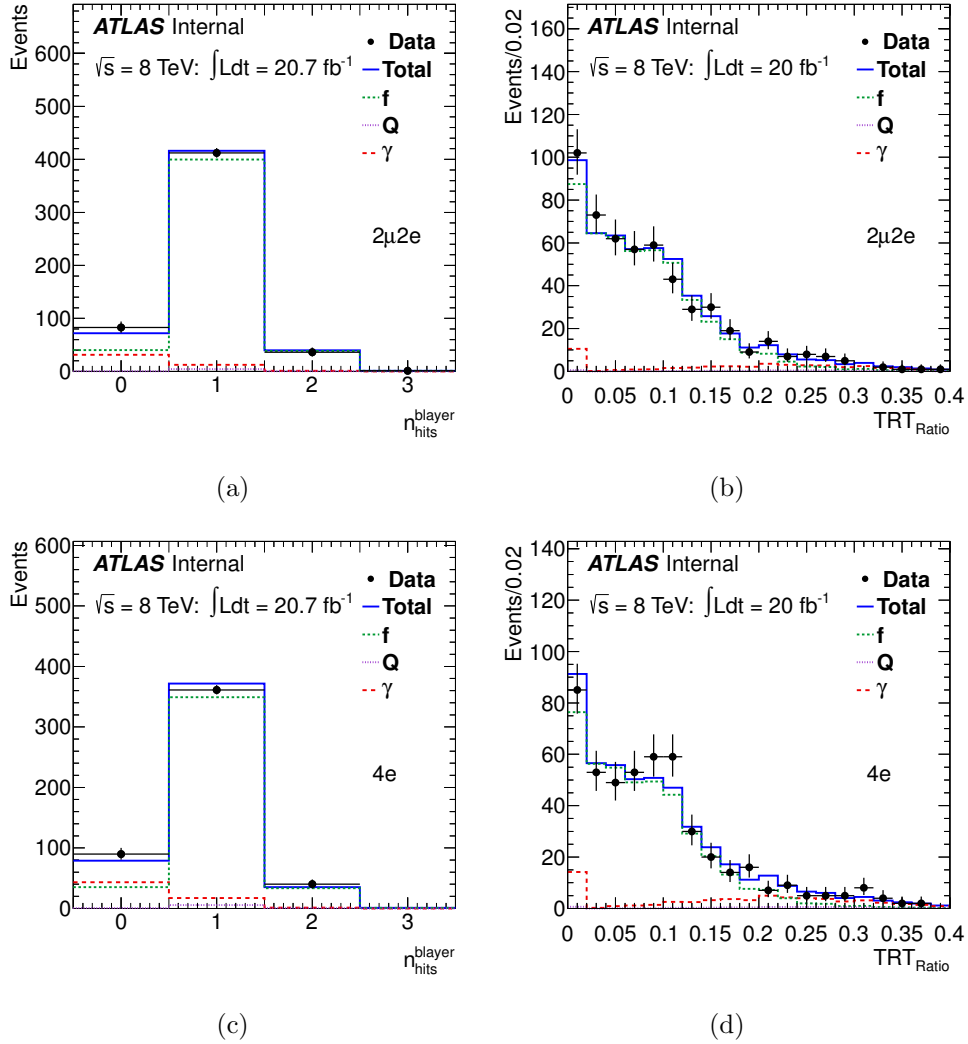 ATLAS Internal
√s = 8 TeV: ∫Ldt = 20.7 fb⁻¹
Data
Total
f
Q
γ
2μ2e
Events
600
500
400
300
200
100
0
0 1 2 3
n_hits^blayer
(a)
ATLAS Internal
√s = 8 TeV: ∫Ldt = 20 fb⁻¹
Data
Total
f
Q
γ
2μ2e
Events/0.02
160
140
120
100
80
60
40
20
0
0 0.05 0.1 0.15 0.2 0.25 0.3 0.35 0.4
TRT_Ratio
(b)
ATLAS Internal
√s = 8 TeV: ∫Ldt = 20.7 fb⁻¹
Data
Total
f
Q
γ
4e
Events
600
500
400
300
200
100
0
0 1 2 3
n_hits^blayer
(c)
ATLAS Internal
√s = 8 TeV: ∫Ldt = 20 fb⁻¹
Data
Total
f
Q
γ
4e
Events/0.02
140
120
100
80
60
40
20
0
0 0.05 0.1 0.15 0.2 0.25 0.3 0.35 0.4
TRT_Ratio
(d)